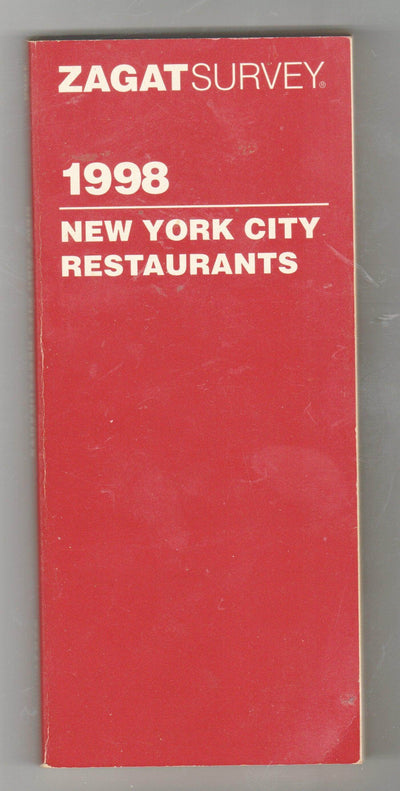 ZAGATSURVEY®
1998
NEW YORK CITY
RESTAURANTS